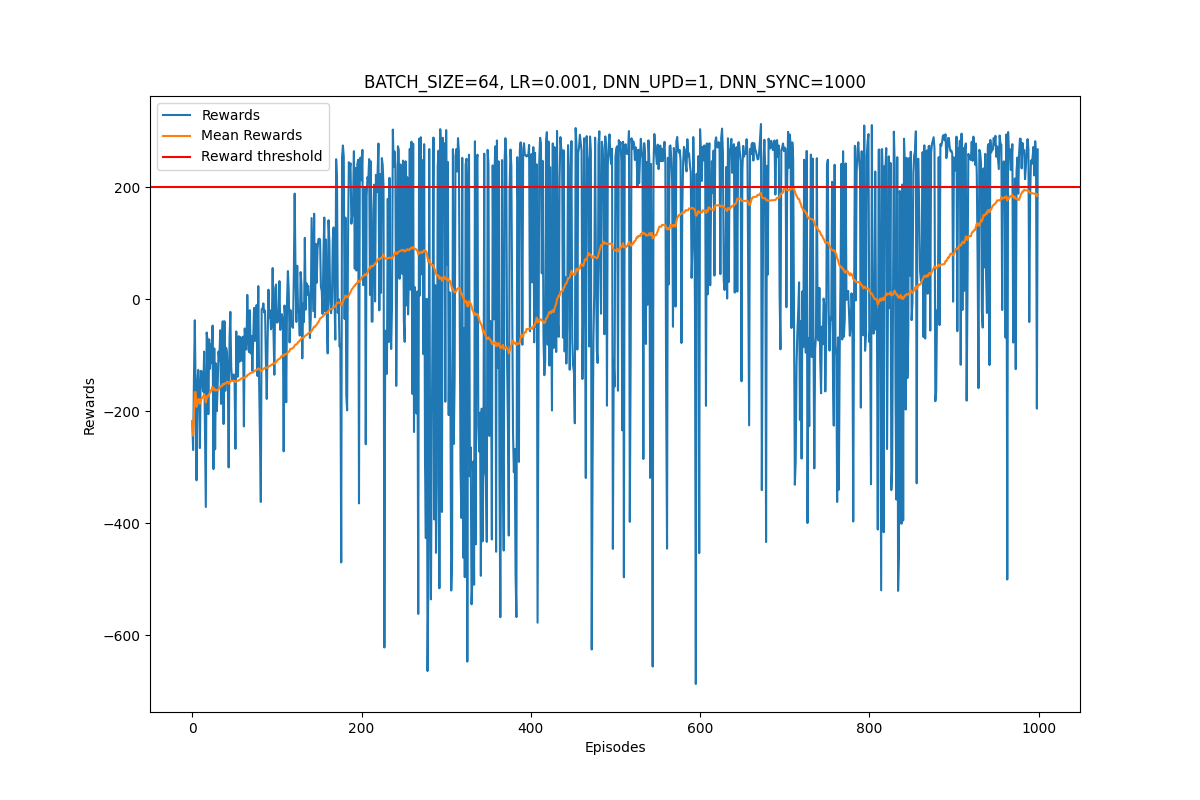 BATCH_SIZE=64, LR=0.001, DNN_UPD=1, DNN_SYNC=1000
Rewards
Mean Rewards
Reward threshold
200
0
−200
−400
−600
Rewards
0
200
400
600
800
1000
Episodes